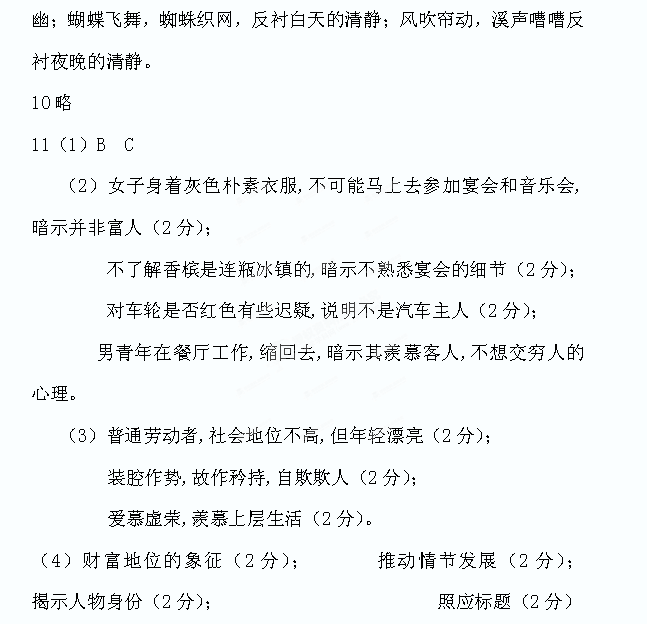 幽；蝴蝶飞舞，蜘蛛织网，反衬白天的清静；风吹帘动，溪声嘈嘈反
衬夜晚的清静。
10略
11（1）B　C
（2）女子身着灰色朴素衣服，不可能马上去参加宴会和音乐会，
暗示并非富人（2分）；
不了解香槟是连瓶冰镇的，暗示不熟悉宴会的细节（2分）；
对车轮是否红色有些迟疑，说明不是汽车主人（2分）；
男青年在餐厅工作，缩回去，暗示其羡慕客人，不想交穷人的
心理。
（3）普通劳动者，社会地位不高，但年轻漂亮（2分）；
装腔作势，故作矜持，自欺欺人（2分）；
爱慕虚荣，羡慕上层生活（2分）。
（4）财富地位的象征（2分）；　　推动情节发展（2分）；
揭示人物身份（2分）；　　照应标题（2分）